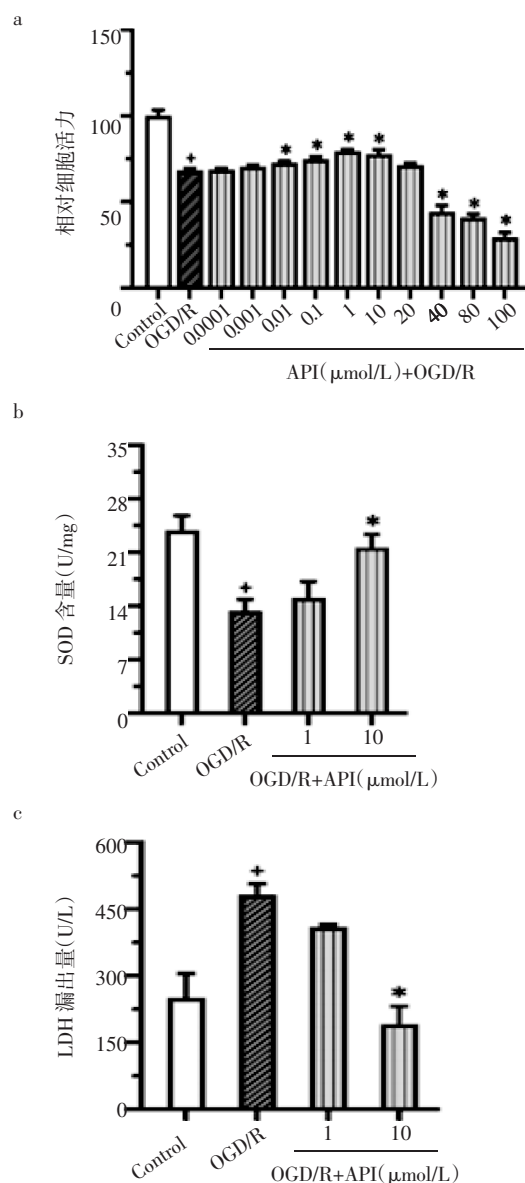 a
150
100
50
0
相对细胞活力
+
*
*
*
*
*
*
*
Control
OGD/R
0.0001
0.001
0.01
0.1
1
10
20
40
80
100
API(μmol/L)+OGD/R
b
35
28
21
14
7
0
SOD 含量(U/mg)
+
*
Control
OGD/R
1
10
OGD/R+API(μmol/L)
c
600
450
300
150
0
LDH 漏出量(U/L)
+
*
Control
OGD/R
1
10
OGD/R+API(μmol/L)